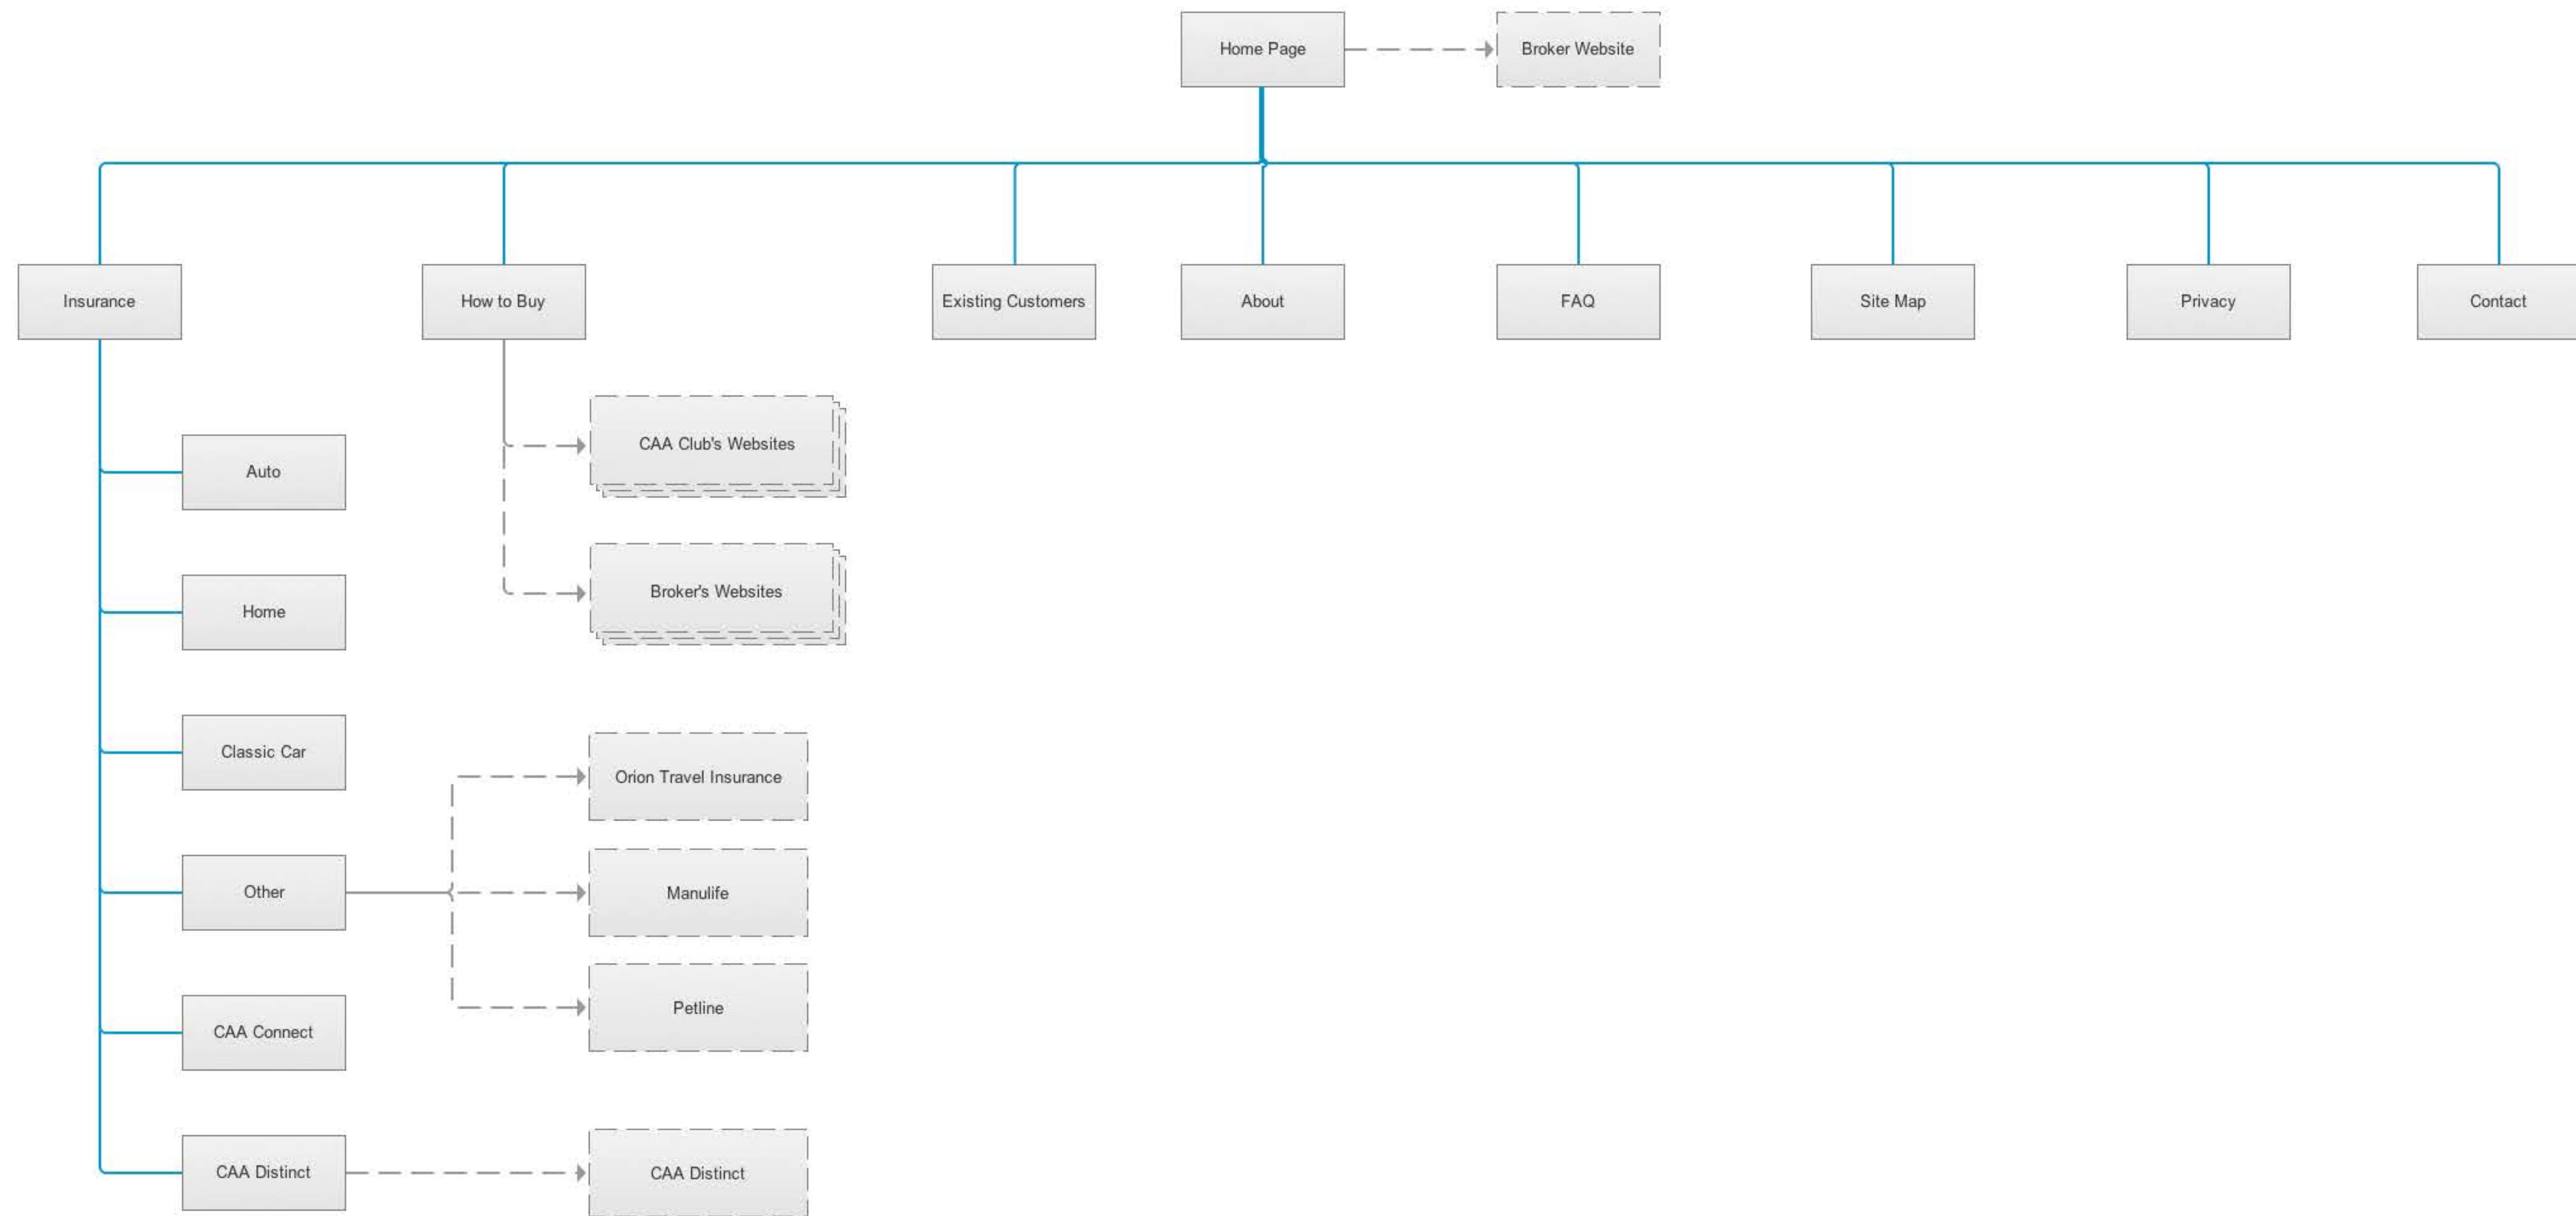 Home Page
Broker Website
Insurance
How to Buy
Existing Customers
About
FAQ
Site Map
Privacy
Contact
CAA Club's Websites
Auto
Broker's Websites
Home
Classic Car
Orion Travel Insurance
Other
Manulife
Petline
CAA Connect
CAA Distinct
CAA Distinct